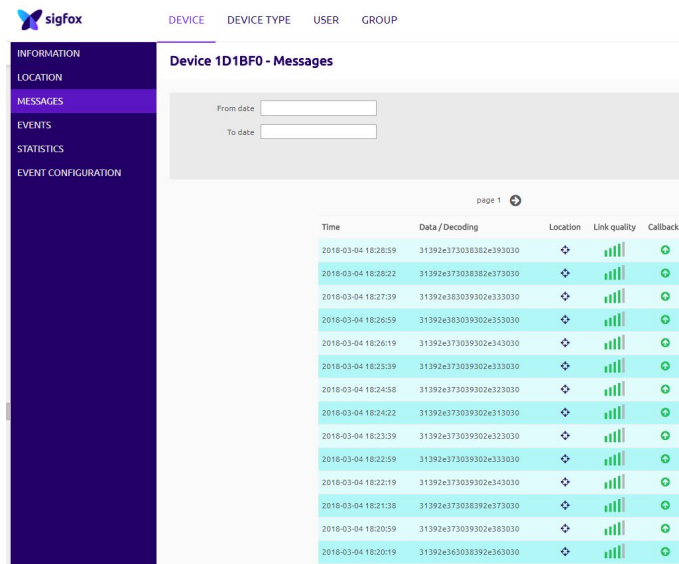 sigfox
DEVICE DEVICE TYPE USER GROUP
INFORMATION
LOCATION
MESSAGES
EVENTS
STATISTICS
EVENT CONFIGURATION
Device 1D1BF0 - Messages
From date
To date
page 1
Time Data / Decoding Location Link quality Callback
2018-03-04 18:28:59 31392e373038382e393030
2018-03-04 18:28:22 31392e373038382e373030
2018-03-04 18:27:39 31392e383039302e333030
2018-03-04 18:26:59 31392e383039302e353030
2018-03-04 18:26:19 31392e373039302e343030
2018-03-04 18:25:39 31392e373039302e333030
2018-03-04 18:24:58 31392e373039302e323030
2018-03-04 18:24:22 31392e373039302e313030
2018-03-04 18:23:39 31392e373039302e323030
2018-03-04 18:22:59 31392e373039302e333030
2018-03-04 18:22:19 31392e373039302e343030
2018-03-04 18:21:38 31392e373038392e373030
2018-03-04 18:20:59 31392e373039302e383030
2018-03-04 18:20:19 31392e363038392e363030